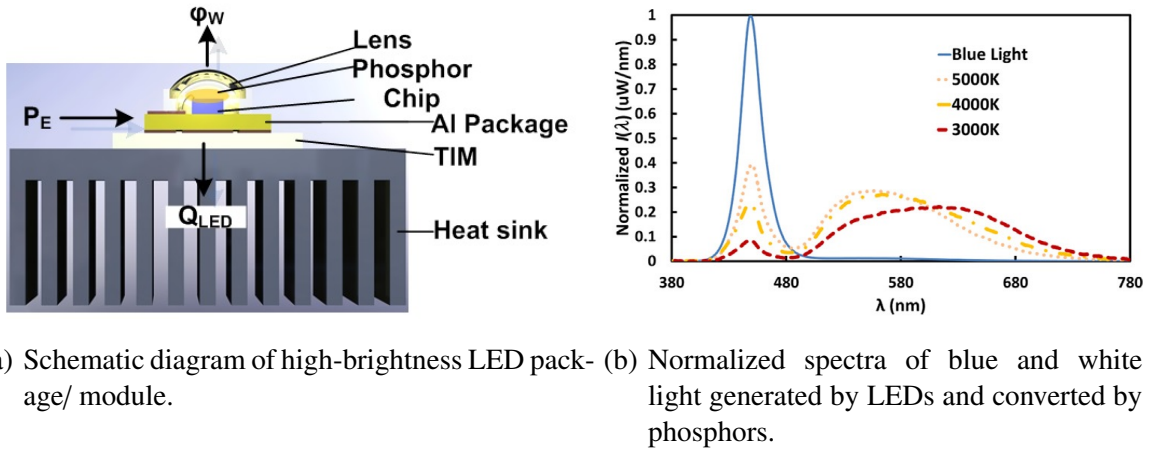 φW
Lens
Phosphor
Chip
PE
Al Package
TIM
QLED
Heat sink
Normalized I(λ) (uW/nm)
1
0.9
0.8
0.7
0.6
0.5
0.4
0.3
0.2
0.1
0
Blue Light
5000K
4000K
3000K
380
480
580
680
780
λ (nm)
) Schematic diagram of high-brightness LED pack-
age/ module.
(b) Normalized spectra of blue and white
light generated by LEDs and converted by
phosphors.